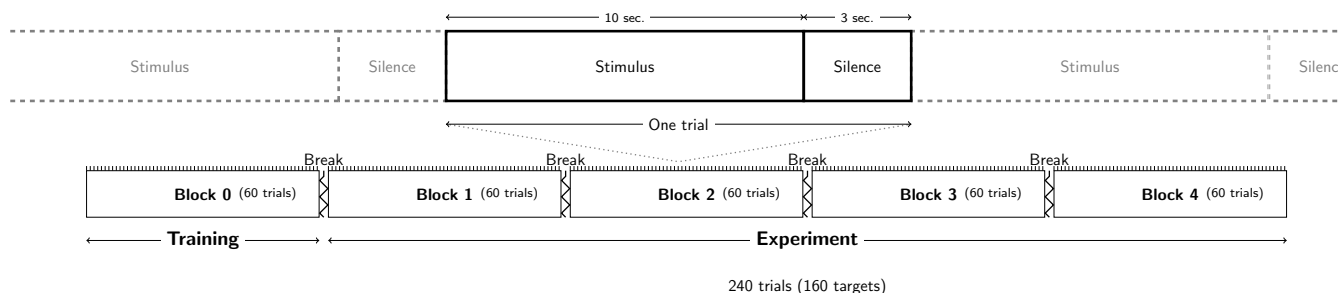 10 sec. 3 sec.
Stimulus Silence Stimulus Silence Stimulus Silenc
One trial
Break Break Break Break
Block 0 (60 trials) Block 1 (60 trials) Block 2 (60 trials) Block 3 (60 trials) Block 4 (60 trials)
Training Experiment
240 trials (160 targets)